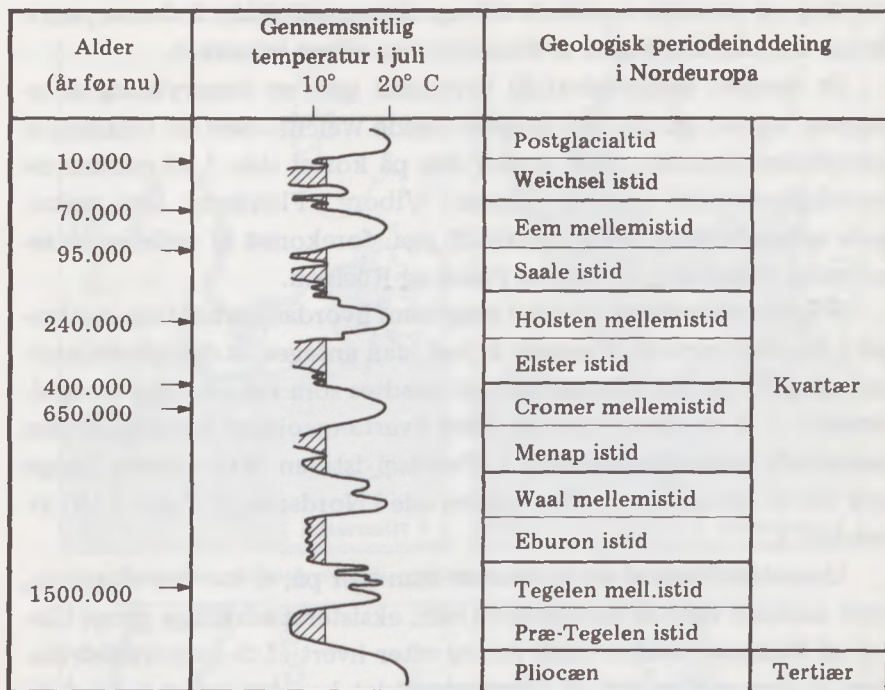 Alder
(år før nu)
Gennemsnitlig
temperatur i juli
10° 20° C
Geologisk periodeinddeling
i Nordeuropa
Postglacialtid
10.000
Weichsel istid
70.000
Eem mellemistid
95.000
Saale istid
240.000
Holsten mellemistid
Elster istid
400.000
Kvartær
650.000
Cromer mellemistid
Menap istid
Waal mellemistid
Eburon istid
1500.000
Tegelen mell.istid
Præ-Tegelen istid
Pliocæn
Tertiær